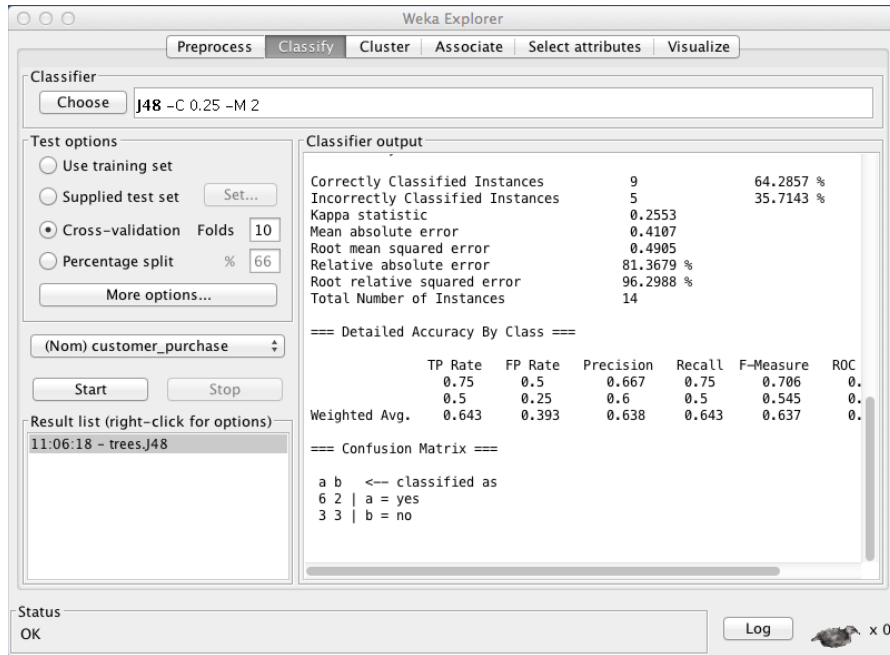 Weka Explorer
Preprocess Classify Cluster Associate Select attributes Visualize
Classifier
Choose J48 -C 0.25 -M 2
Test options
Use training set
Supplied test set Set...
Cross-validation Folds 10
Percentage split % 66
More options...
(Nom) customer_purchase
Start Stop
Result list (right-click for options)
11:06:18 - trees.J48
Classifier output
Correctly Classified Instances 9 64.2857 %
Incorrectly Classified Instances 5 35.7143 %
Kappa statistic 0.2553
Mean absolute error 0.4107
Root mean squared error 0.4905
Relative absolute error 81.3679 %
Root relative squared error 96.2988 %
Total Number of Instances 14
=== Detailed Accuracy By Class ===
TP Rate FP Rate Precision Recall F-Measure ROC
0.75 0.5 0.667 0.75 0.706 0.
0.5 0.25 0.6 0.5 0.545 0.
Weighted Avg. 0.643 0.393 0.638 0.643 0.637 0.
=== Confusion Matrix ===
a b <-- classified as
6 2 | a = yes
3 3 | b = no
Status
OK
Log x 0